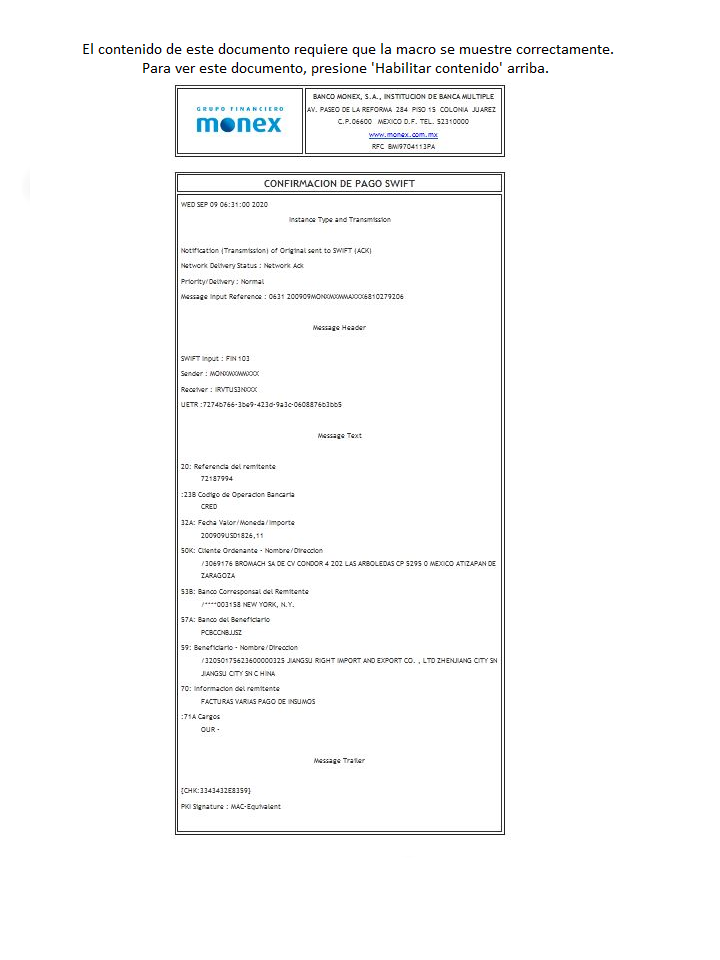 El contenido de este documento requiere que la macro se muestre correctamente.
Para ver este documento, presione 'Habilitar contenido' arriba.
GRUPO FINANCIERO
monex
BANCO MONEX, S.A., INSTITUCION DE BANCA MULTIPLE
AV. PASEO DE LA REFORMA 284 PISO 15 COLONIA JUAREZ
C.P.06600 MEXICO D.F. TEL. 52310000
www.monex.com.mx
RFC BMI9704113PA
CONFIRMACION DE PAGO SWIFT
WED SEP 09 06:31:00 2020
Instance Type and Transmission
Notification (Transmission) of Original sent to SWIFT (ACK)
Network Delivery Status : Network Ack
Priority/Delivery : Normal
Message Input Reference : 0631 200909MONXMXMMAXXX6810279206
Message Header
SWIFT Input : FIN 103
Sender : MONXMXMMXXX
Receiver : IRVTUS3NXXX
UETR :7274b766-3be9-423d-9a3c-0608876b3bb5
Message Text
20: Referencia del remitente
72187994
:23B Codigo de Operacion Bancaria
CRED
32A: Fecha Valor/Moneda/Importe
200909USD1826,11
50K: Cliente Ordenante - Nombre/Direccion
/3069176 BROMACH SA DE CV CONDOR 4 202 LAS ARBOLEDAS CP 5295 0 MEXICO ATIZAPAN DE
ZARAGOZA
53B: Banco Corresponsal del Remitente
/****003158 NEW YORK, N.Y.
57A: Banco del Beneficiario
PCBCCNBJJSZ
59: Beneficiario - Nombre/Direccion
/32050175623600000325 JIANGSU RIGHT IMPORT AND EXPORT CO. , LTD ZHENJIANG CITY SN
JIANGSU CITY SN C HINA
70: Informacion del remitente
FACTURAS VARIAS PAGO DE INSUMOS
:71A Cargos
OUR -
Message Trailer
{CHK:3343432E8359}
PKI Signature : MAC-Equivalent